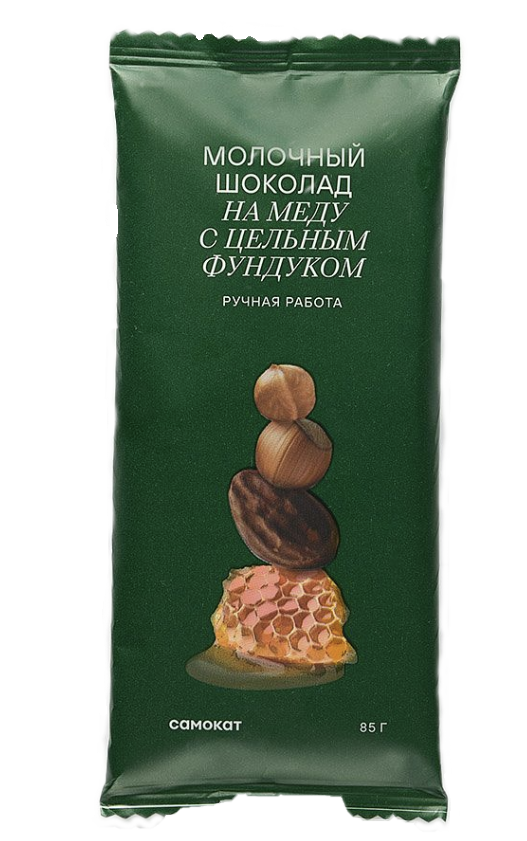 МОЛОЧНЫЙ
ШОКОЛАД
НА МЕДУ
С ЦЕЛЬНЫМ
ФУНДУКОМ
РУЧНАЯ РАБОТА
самокат
85 Г